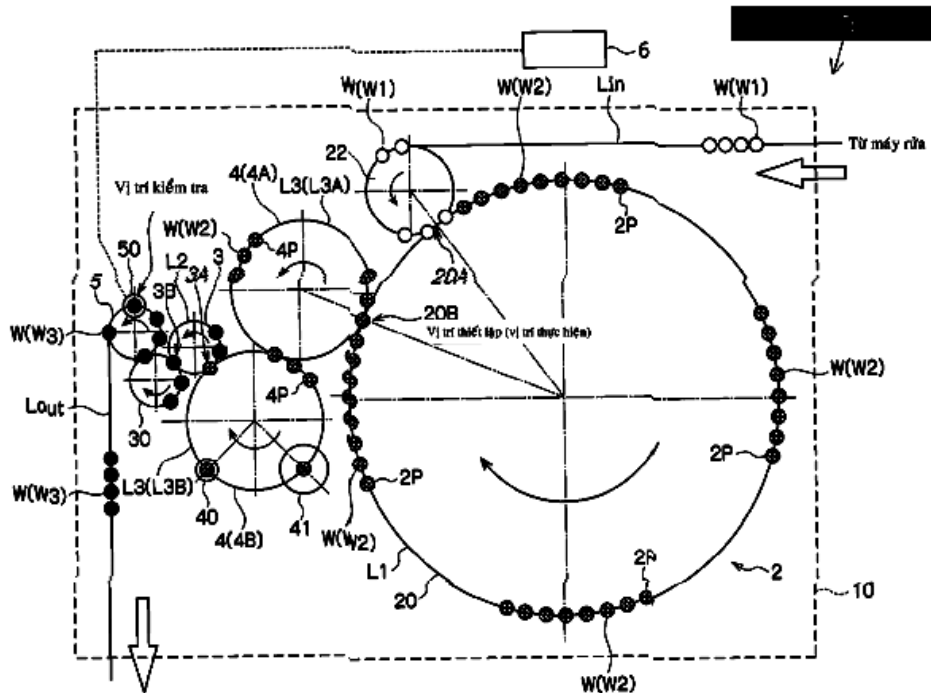 6
W(W1)
W(W2)
Lin
W(W1)
Từ máy rửa
22
4(4A)
L3(L3A)
Vị trí kiểm tra
W(W2)
4P
2P
20A
50
5
L2
3B
34
3
20B
Vị trí thiết lập (vị trí thực hiện)
W(W3)
W(W2)
4P
Lout
30
2P
2P
L3(L3B)
W(W3)
40
41
4(4B)
W(W2)
L1
2P
2
20
10
W(W2)